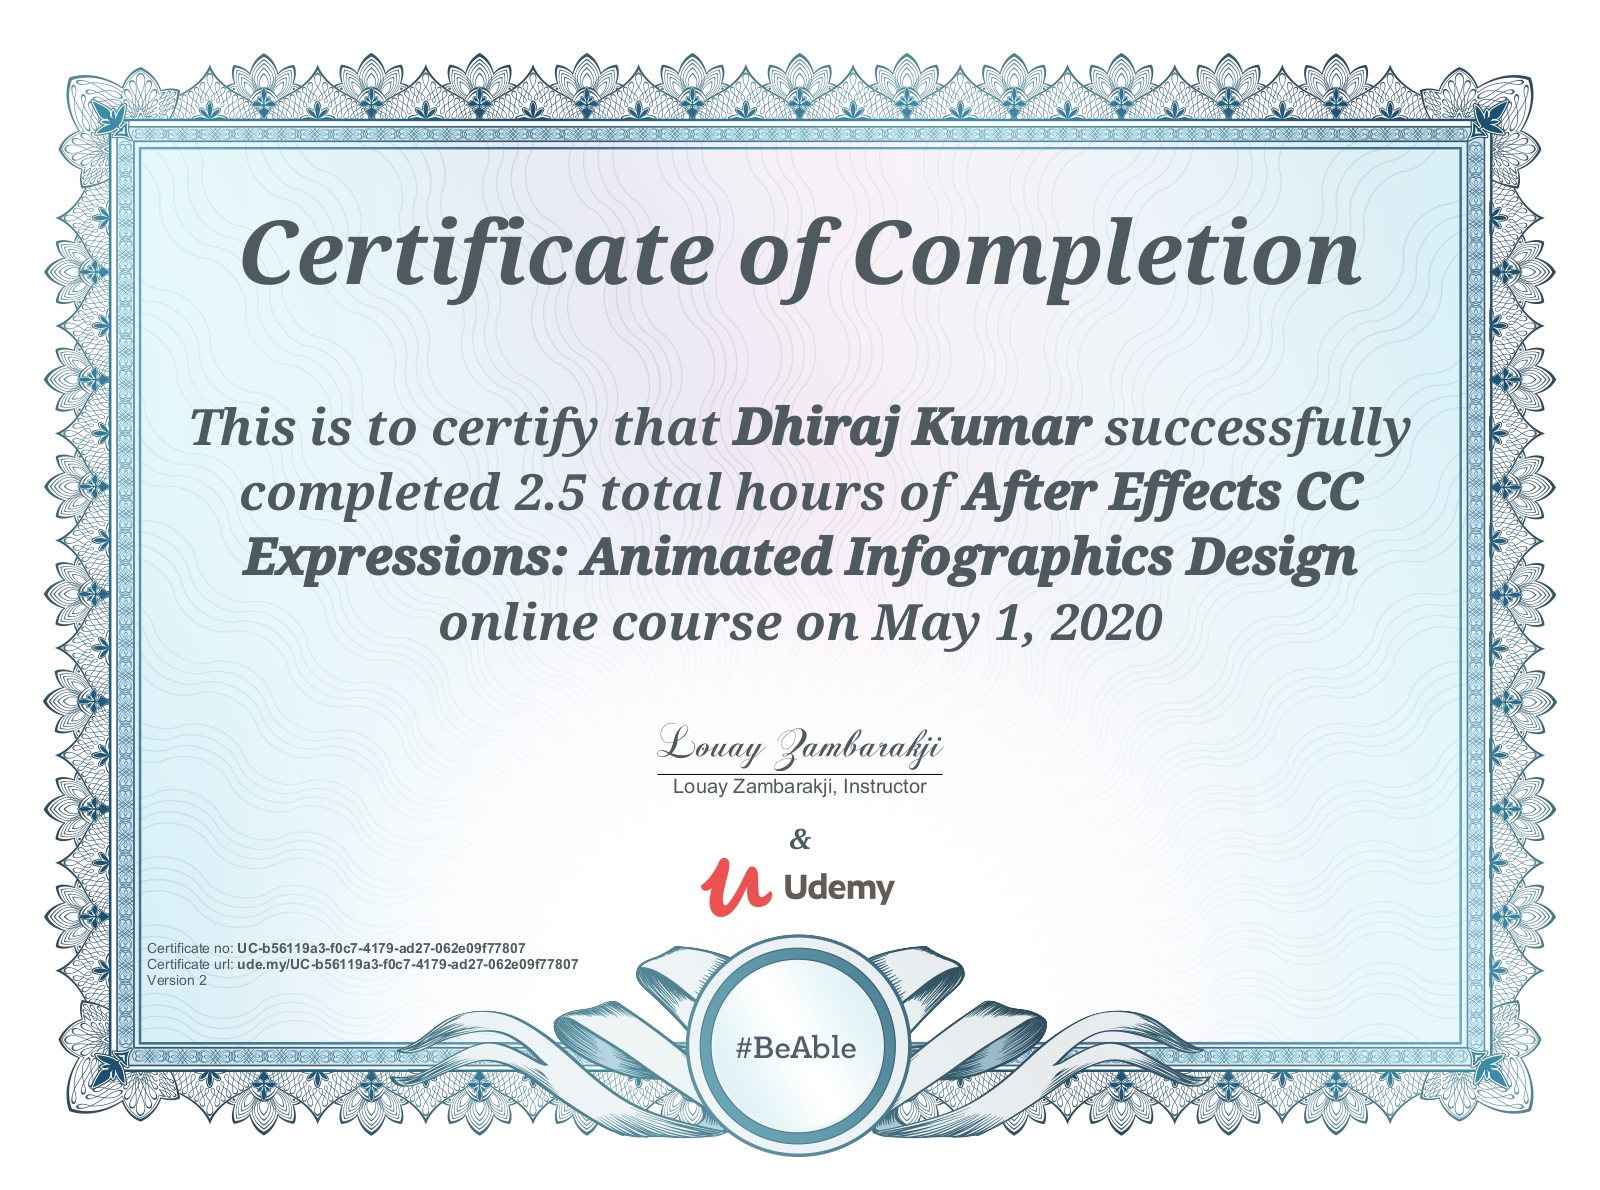 Certificate of Completion
This is to certify that Dhiraj Kumar successfully
completed 2.5 total hours of After Effects CC
Expressions: Animated Infographics Design
online course on May 1, 2020
Louay Zambarakji
Louay Zambarakji, Instructor
&
Udemy
Certificate no: UC-b56119a3-f0c7-4179-ad27-062e09f77807
Certificate url: ude.my/UC-b56119a3-f0c7-4179-ad27-062e09f77807
Version 2
#BeAble